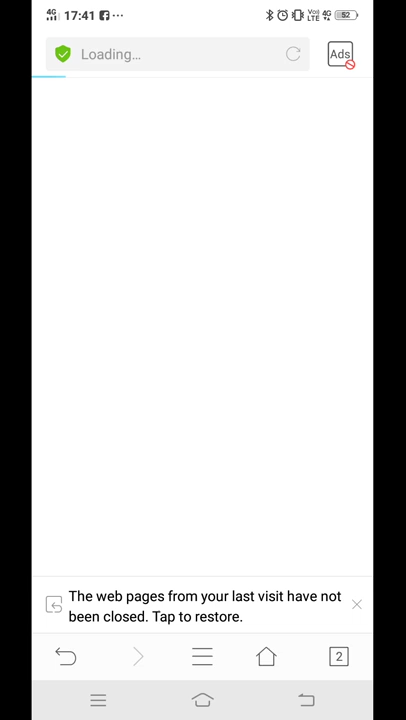 4G 17:41 Voi) LTE 4G 52
Loading...
Ads
The web pages from your last visit have not
been closed. Tap to restore.
2